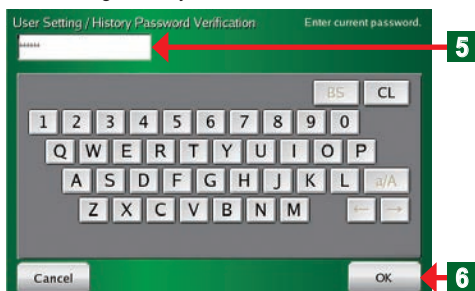 User Setting / History Password Verification Enter current password.
****** 5
BS CL
1 2 3 4 5 6 7 8 9 0
Q W E R T Y U I O P
A S D F G H J K L a/A
Z X C V B N M ← →
Cancel OK 6